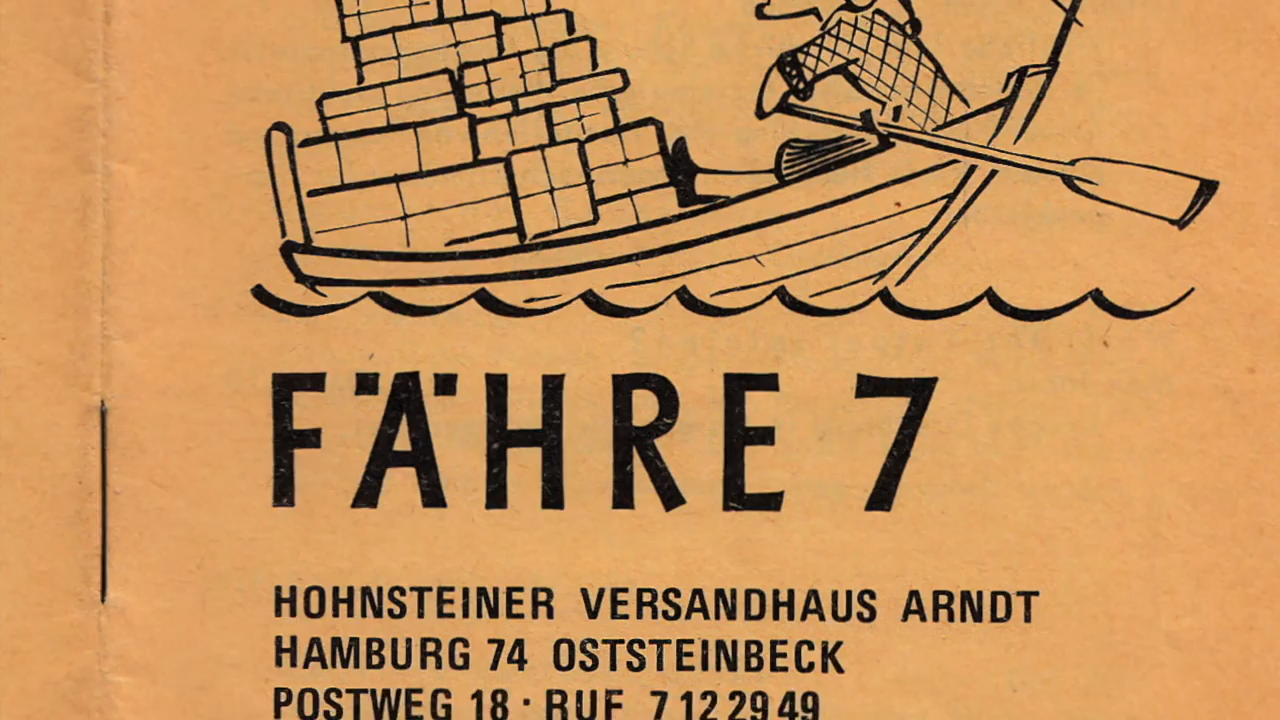 FÄHRE 7
HOHNSTEINER VERSANDHAUS ARNDT
HAMBURG 74 OSTSTEINBECK
POSTWEG 18 · RUF 7 12 29 49